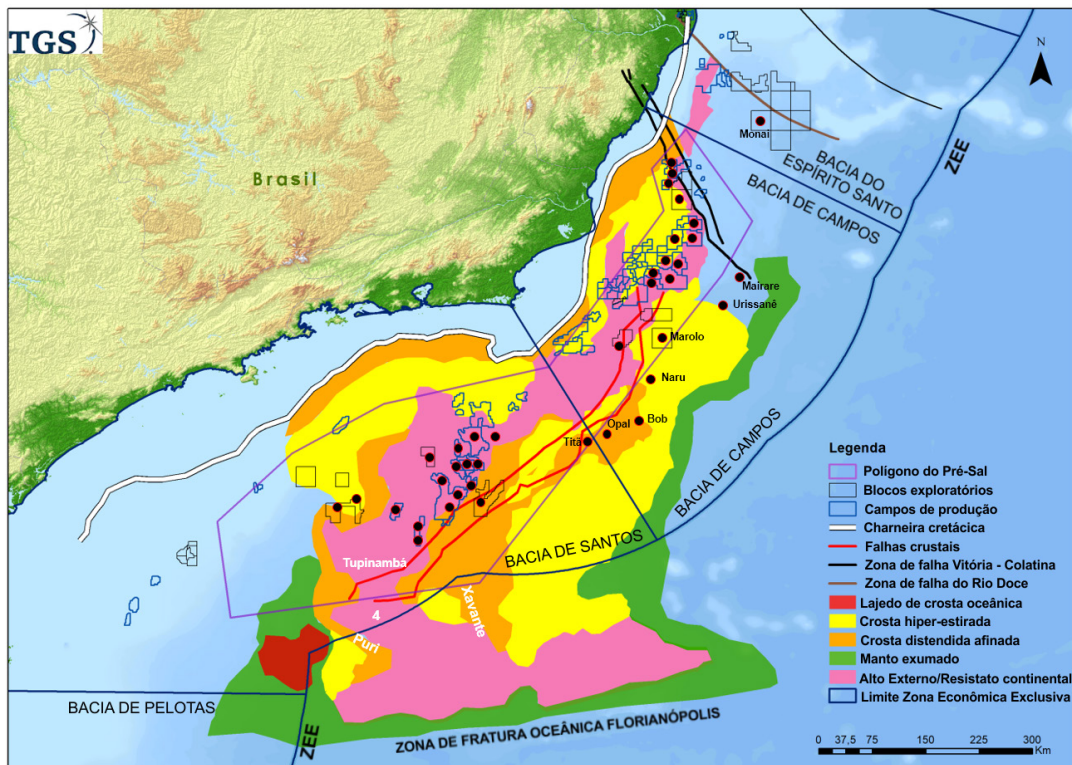 TGS
N
Monai
BACIA DO
ESPÍRITO SANTO
BACIA DE CAMPOS
ZEE
Brasil
Mairare
Urissanê
Marolo
Naru
Bob
Opal
Titã
BACIA DE CAMPOS
BACIA DE SANTOS
Tupinambá
4
Xavante
Puri
BACIA DE PELOTAS
ZEE
ZONA DE FRATURA OCEÂNICA FLORIANÓPOLIS
Legenda
Polígono do Pré-Sal
Blocos exploratórios
Campos de produção
Charneira cretácica
Falhas crustais
Zona de falha Vitória - Colatina
Zona de falha do Rio Doce
Lajedo de crosta oceânica
Crosta hiper-estirada
Crosta distendida afinada
Manto exumado
Alto Externo/Resistato continental
Limite Zona Econômica Exclusiva
0 37,5 75 150 225 300
Km